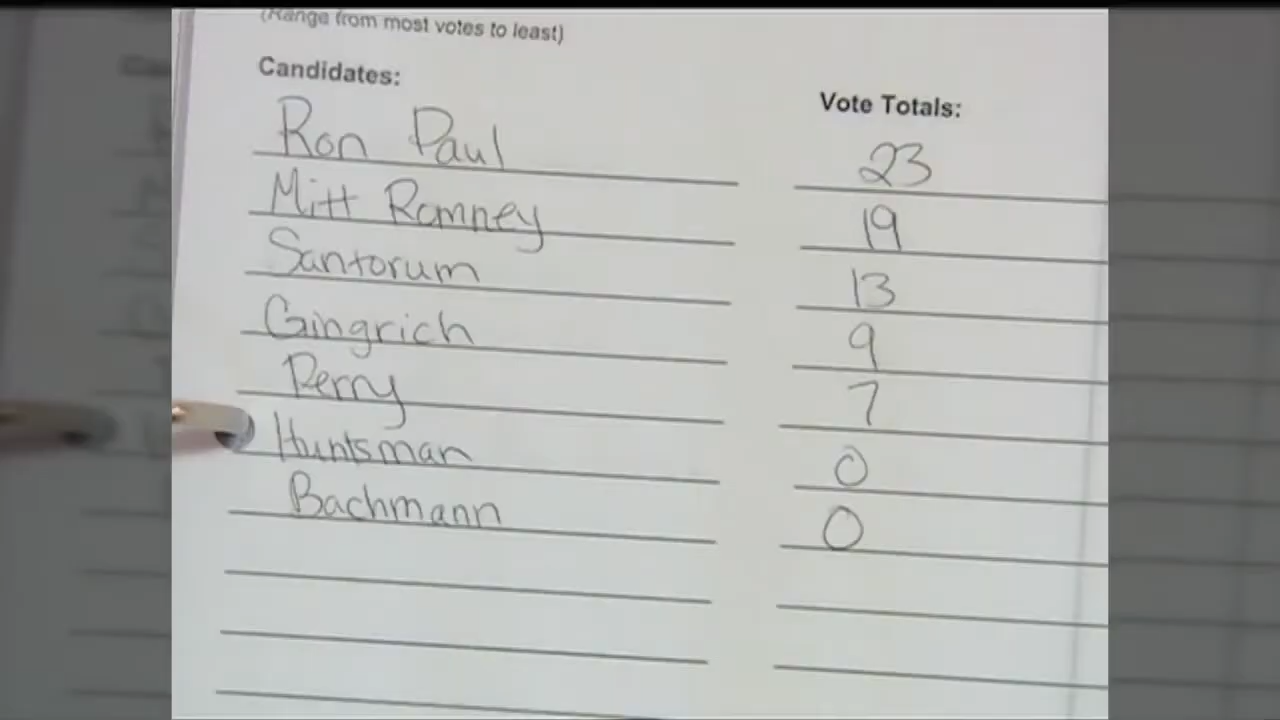 (Range from most votes to least)
Candidates: Vote Totals:
Ron Paul 23
Mitt Romney 19
Santorum 13
Gingrich 9
Perry 7
Huntsman 0
Bachmann 0